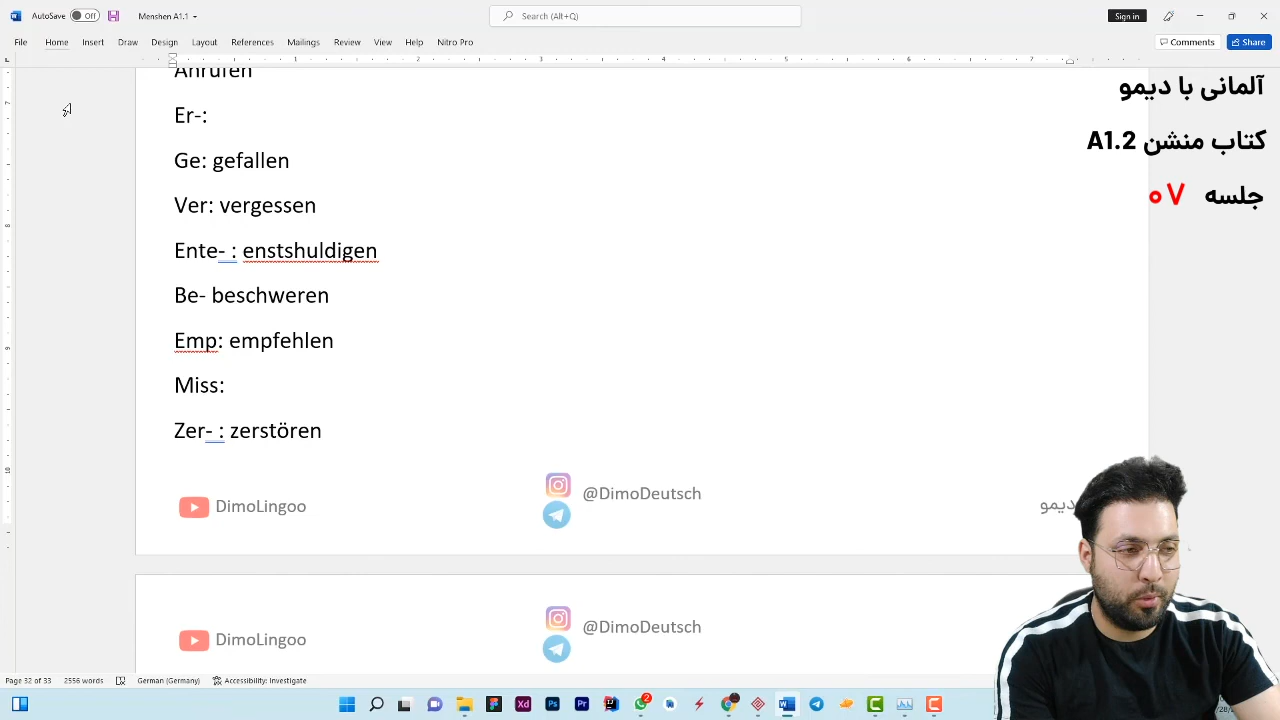 AutoSave Off
Menshen A1.1
Search (Alt+Q)
Sign in
File Home Insert Draw Design Layout References Mailings Review View Help Nitro Pro
Comments Share
Anrufen
Er-:
Ge: gefallen
Ver: vergessen
Ente- : enstshuldigen
Be- beschweren
Emp: empfehlen
Miss:
Zer- : zerstören
DimoLingoo
@DimoDeutsch
دیمو
DimoLingoo
@DimoDeutsch
آلمانی با دیمو
کتاب منشن A1.2
جلسه ۰۷
Page 32 of 33 2556 words German (Germany) Accessibility: Investigate